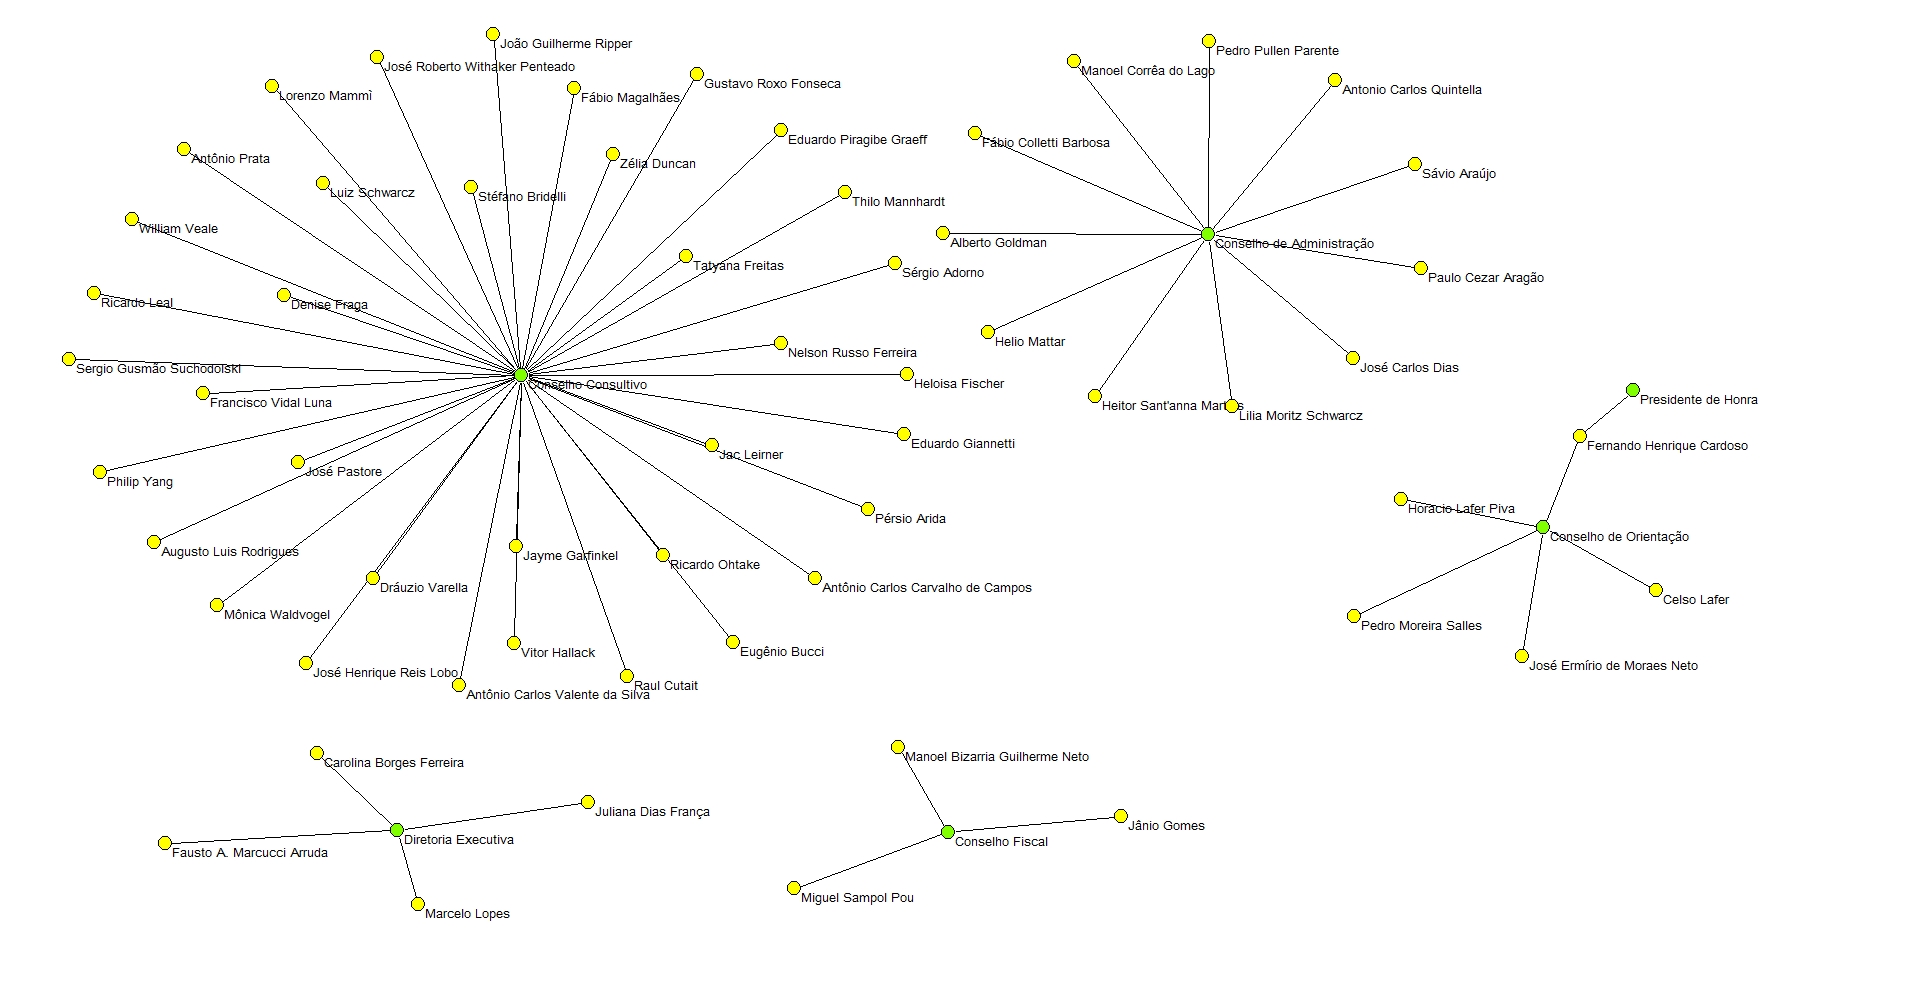 João Guilherme Ripper
José Roberto Withaker Penteado
Lorenzo Mammì
Fábio Magalhães
Gustavo Roxo Fonseca
Eduardo Piragibe Graeff
Antônio Prata
Zélia Duncan
Luiz Schwarcz
Stéfano Bridelli
Thilo Mannhardt
William Veale
Tatyana Freitas
Sérgio Adorno
Ricardo Leal
Denise Fraga
Nelson Russo Ferreira
Sergio Gusmão Suchodolski
Conselho Consultivo
Heloisa Fischer
Francisco Vidal Luna
Eduardo Giannetti
Jac Leirner
José Pastore
Philip Yang
Pérsio Arida
Augusto Luis Rodrigues
Jayme Garfinkel
Ricardo Ohtake
Dráuzio Varella
Antônio Carlos Carvalho de Campos
Mônica Waldvogel
Vitor Hallack
Eugênio Bucci
José Henrique Reis Lobo
Raul Cutait
Antônio Carlos Valente da Silva
Pedro Pullen Parente
Manoel Corrêa do Lago
Antonio Carlos Quintella
Fábio Colletti Barbosa
Sávio Araújo
Alberto Goldman
Conselho de Administração
Paulo Cezar Aragão
Helio Mattar
José Carlos Dias
Heitor Sant'anna Martins
Lilia Moritz Schwarcz
Presidente de Honra
Fernando Henrique Cardoso
Horacio Lafer Piva
Conselho de Orientação
Celso Lafer
Pedro Moreira Salles
José Ermírio de Moraes Neto
Carolina Borges Ferreira
Juliana Dias França
Diretoria Executiva
Fausto A. Marcucci Arruda
Marcelo Lopes
Manoel Bizarria Guilherme Neto
Jânio Gomes
Conselho Fiscal
Miguel Sampol Pou